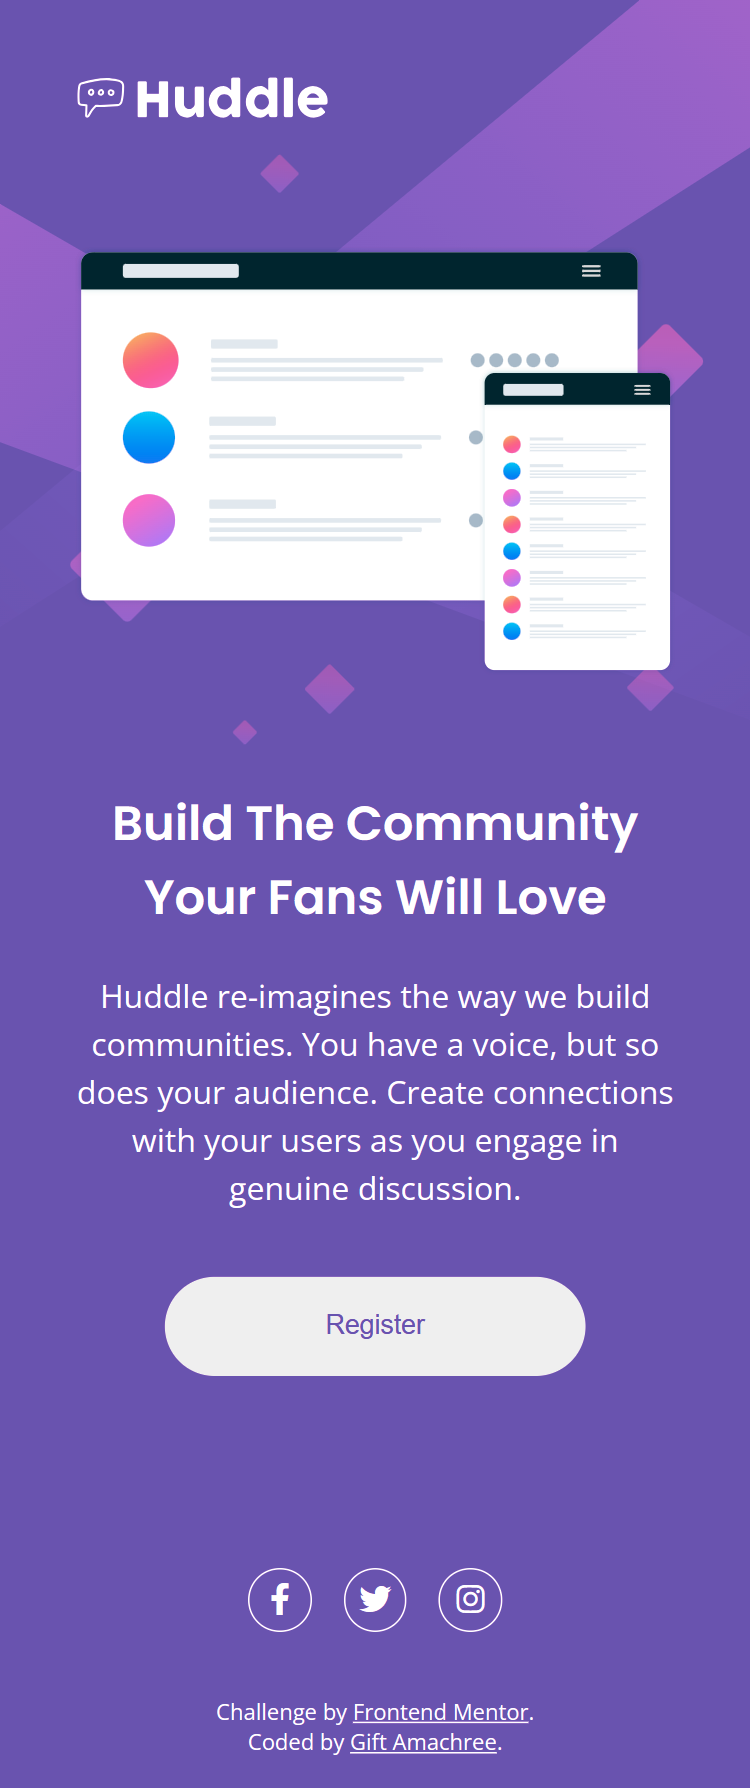 Huddle
Build The Community
Your Fans Will Love
Huddle re-imagines the way we build
communities. You have a voice, but so
does your audience. Create connections
with your users as you engage in
genuine discussion.
Register
Challenge by Frontend Mentor.
Coded by Gift Amachree.